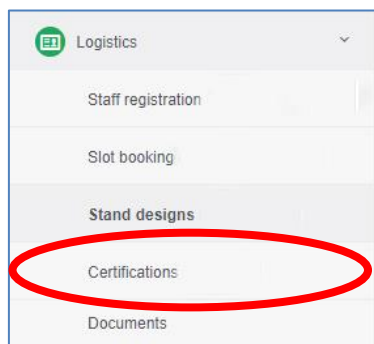 Logistics
Staff registration
Slot booking
Stand designs
Certifications
Documents